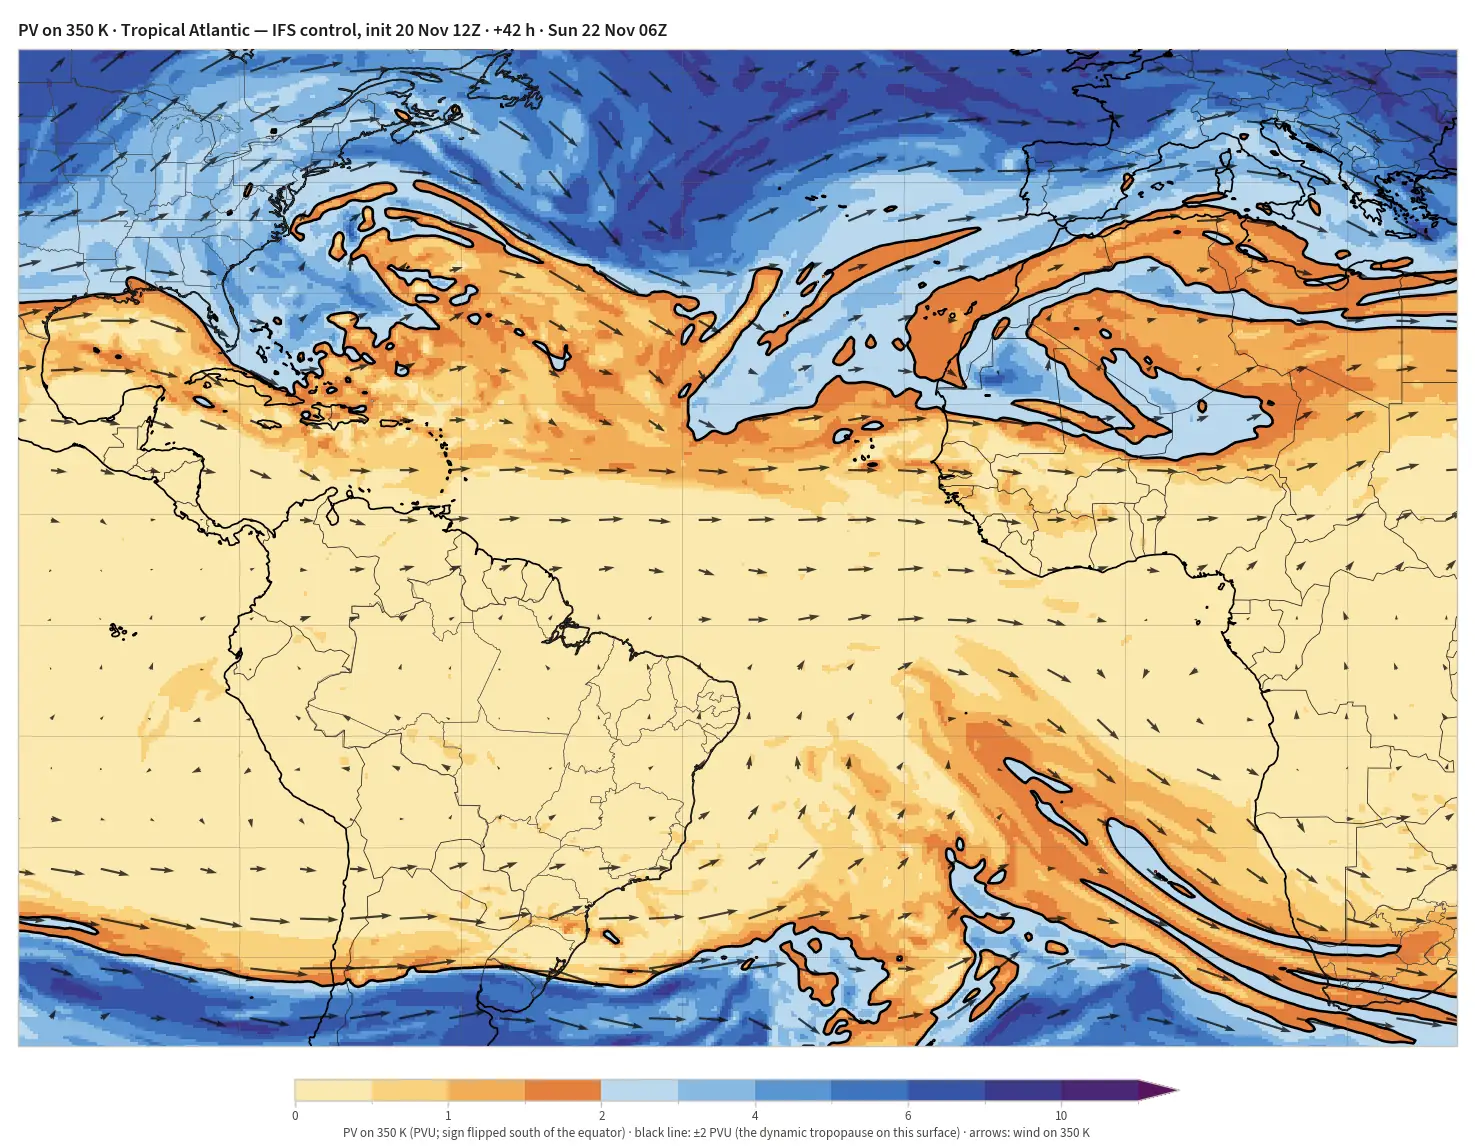 PV on 350 K · Tropical Atlantic — IFS control, init 20 Nov 12Z · +42 h · Sun 22 Nov 06Z
0 1 2 4 6 10
PV on 350 K (PVU; sign flipped south of the equator) · black line: ±2 PVU (the dynamic tropopause on this surface) · arrows: wind on 350 K